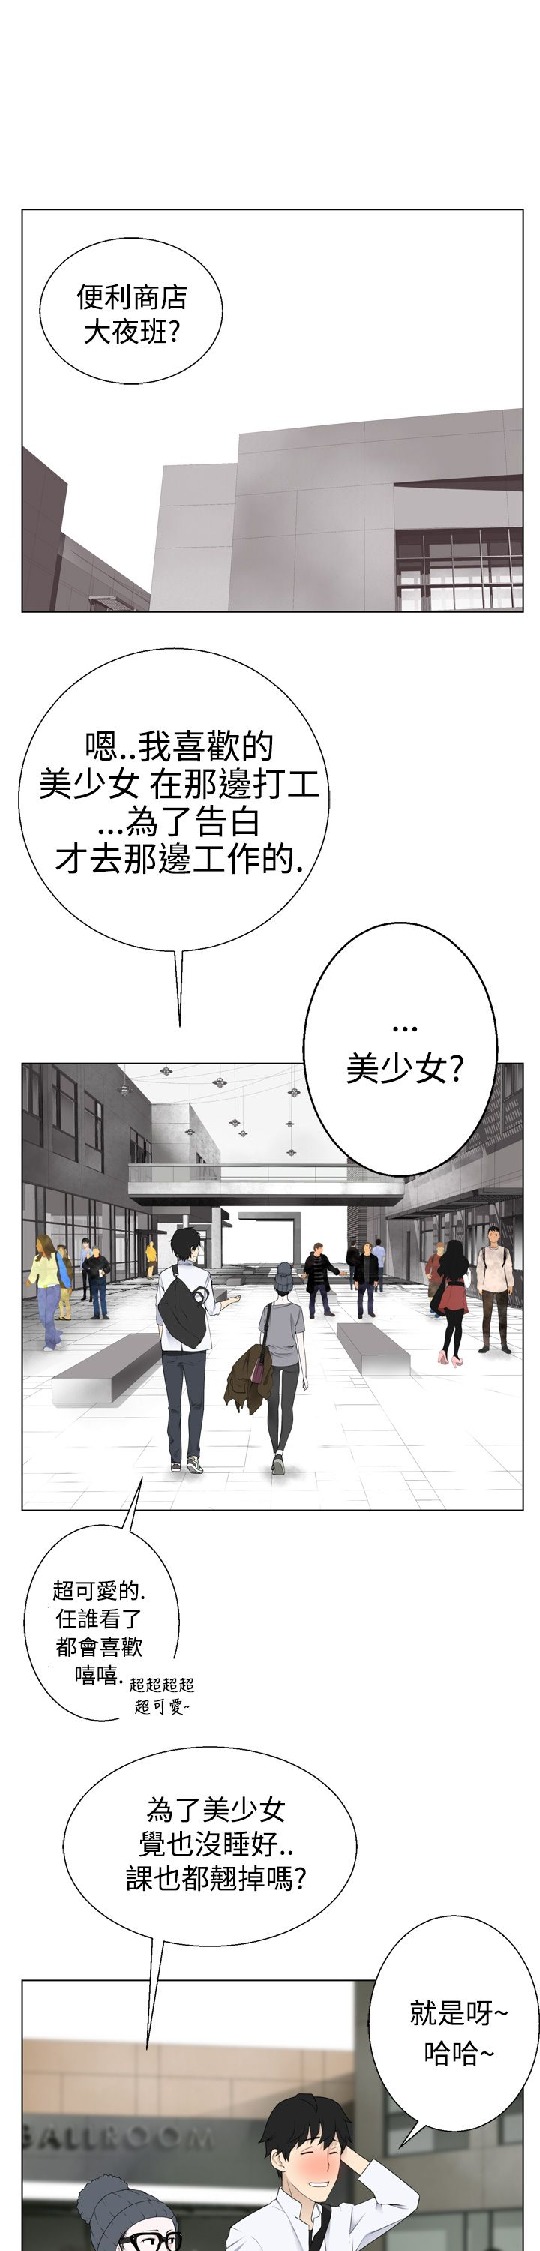 便利商店
大夜班?
嗯..我喜歡的
美少女 在那邊打工
...為了告白
才去那邊工作的.
...
美少女?
超可愛的.
任誰看了
都會喜歡
嘻嘻.
超超超超
超可愛~
為了美少女
覺也沒睡好..
課也都翹掉嗎?
就是呀~
哈哈~
BALLROOM